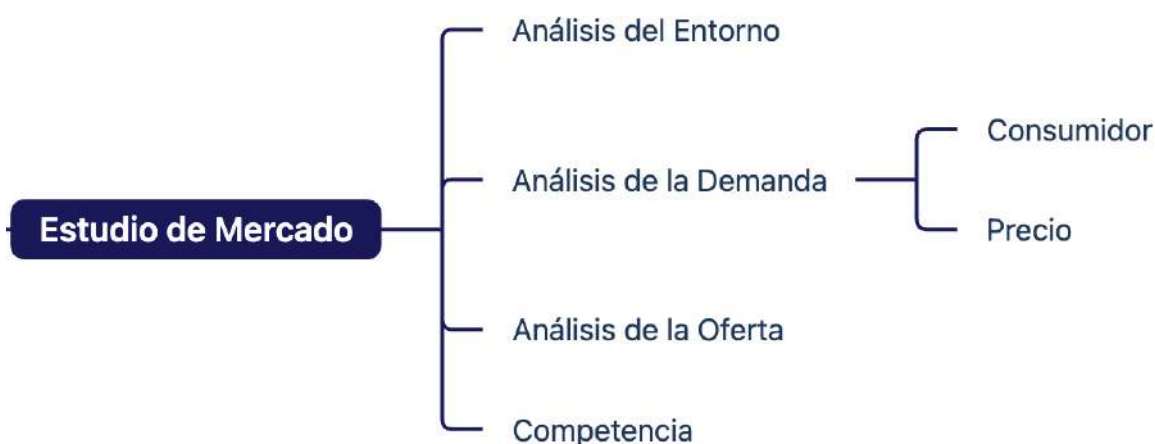 Análisis del Entorno
Consumidor
Análisis de la Demanda
Precio
Estudio de Mercado
Análisis de la Oferta
Competencia